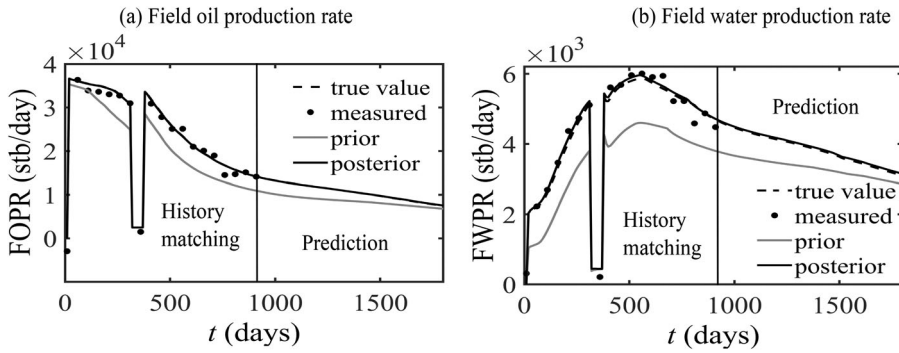 (a) Field oil production rate
×10⁴
4
3
2
1
0
FOPR (stb/day)
true value
measured
prior
posterior
History
matching
Prediction
0
500
1000
1500
t (days)
(b) Field water production rate
×10³
6
4
2
0
FWPR (stb/day)
Prediction
History
matching
true value
measured
prior
posterior
0
500
1000
1500
t (days)